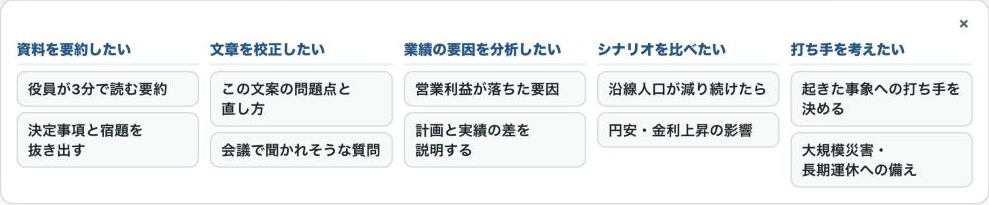 ×
資料を要約したい
役員が3分で読む要約
決定事項と宿題を
抜き出す
文章を校正したい
この文案の問題点と
直し方
会議で聞かれそうな質問
業績の要因を分析したい
営業利益が落ちた要因
計画と実績の差を
説明する
シナリオを比べたい
沿線人口が減り続けたら
円安・金利上昇の影響
打ち手を考えたい
起きた事象への打ち手を
決める
大規模災害・
長期運休への備え